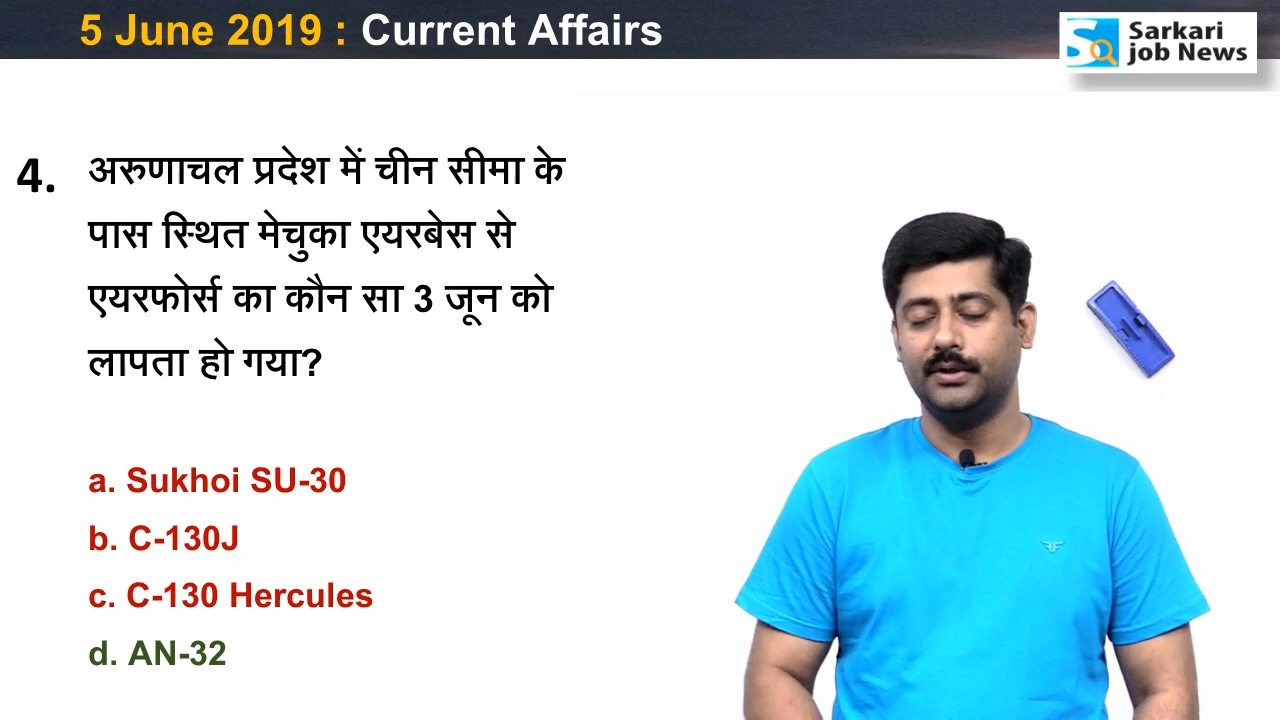 5 June 2019 : Current Affairs
Sarkari
job News
4. अरुणाचल प्रदेश में चीन सीमा के
पास स्थित मेचुका एयरबेस से
एयरफोर्स का कौन सा 3 जून को
लापता हो गया?
a. Sukhoi SU-30
b. C-130J
c. C-130 Hercules
d. AN-32